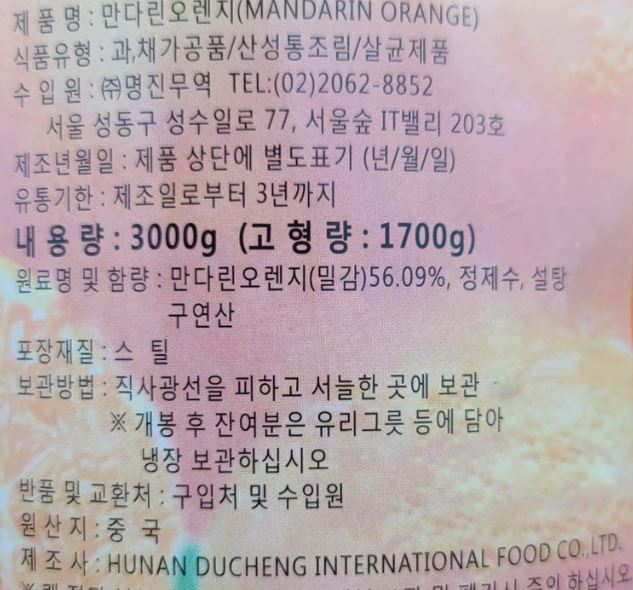 제 품 명 : 만다린오렌지(MANDARIN ORANGE)
식품유형 : 과,채가공품/산성통조림/살균제품
수 입 원 : ㈜명진무역 TEL:(02)2062-8852
서울 성동구 성수일로 77, 서울숲 IT밸리 203호
제조년월일 : 제품 상단에 별도표기 (년/월/일)
유통기한 : 제조일로부터 3년까지
내 용 량 : 3000g (고 형 량 : 1700g)
원료명 및 함량 : 만다린오렌지(밀감)56.09%, 정제수, 설탕
구연산
포장재질 : 스 틸
보관방법 : 직사광선을 피하고 서늘한 곳에 보관
※ 개봉 후 잔여분은 유리그릇 등에 담아
냉장 보관하십시오
반품 및 교환처 : 구입처 및 수입원
원 산 지 : 중 국
제 조 사 : HUNAN DUCHENG INTERNATIONAL FOOD CO.,LTD.
주의 하십시오